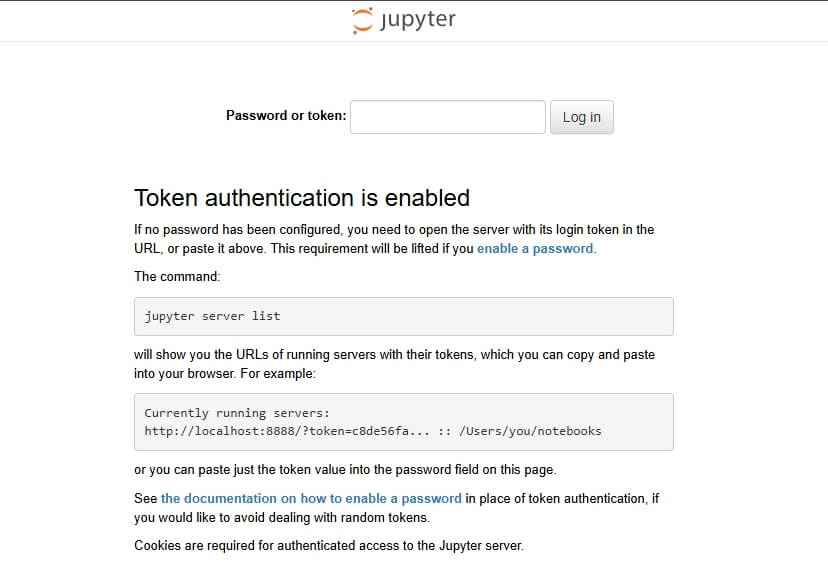 jupyter
Password or token:
Log in
Token authentication is enabled
If no password has been configured, you need to open the server with its login token in the
URL, or paste it above. This requirement will be lifted if you enable a password.
The command:
jupyter server list
will show you the URLs of running servers with their tokens, which you can copy and paste
into your browser. For example:
Currently running servers:
http://localhost:8888/?token=c8de56fa... :: /Users/you/notebooks
or you can paste just the token value into the password field on this page.
See the documentation on how to enable a password in place of token authentication, if
you would like to avoid dealing with random tokens.
Cookies are required for authenticated access to the Jupyter server.